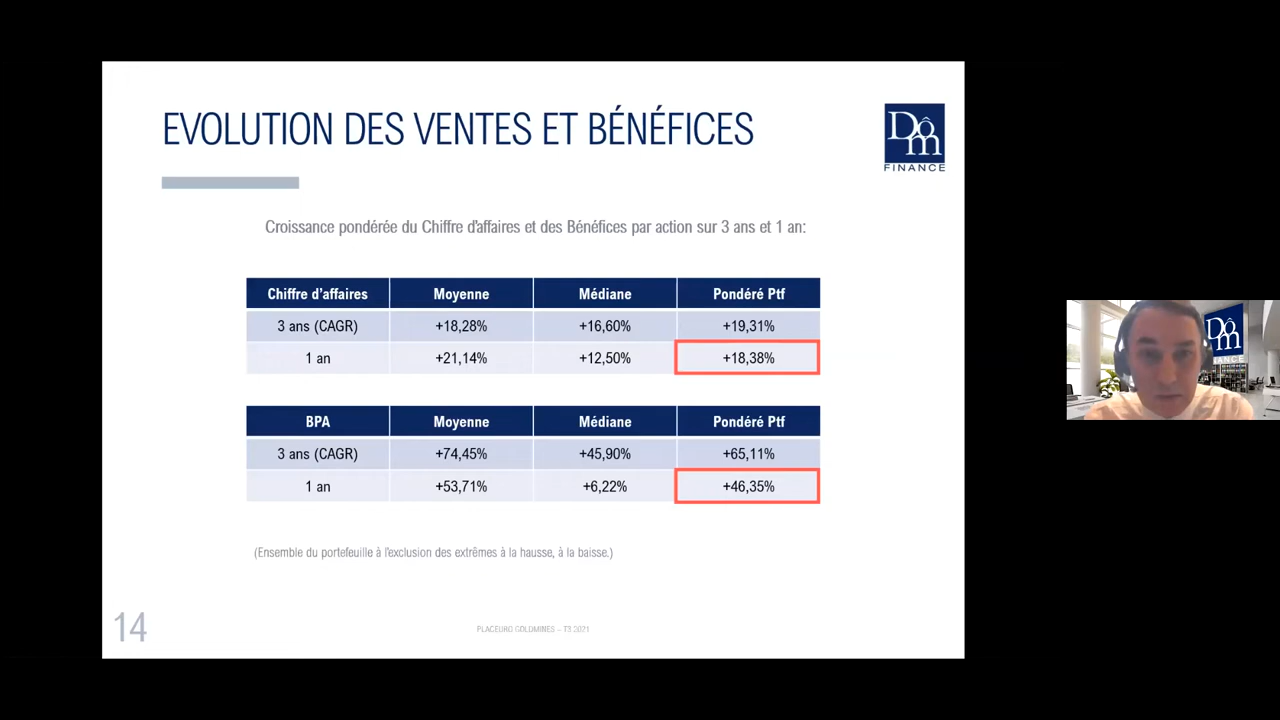 EVOLUTION DES VENTES ET BÉNÉFICES
Dôm
FINANCE
Croissance pondérée du Chiffre d'affaires et des Bénéfices par action sur 3 ans et 1 an:
Chiffre d'affaires Moyenne Médiane Pondéré Ptf
3 ans (CAGR) +18,28% +16,60% +19,31%
1 an +21,14% +12,50% +18,38%
BPA Moyenne Médiane Pondéré Ptf
3 ans (CAGR) +74,45% +45,90% +65,11%
1 an +53,71% +6,22% +46,35%
(Ensemble du portefeuille à l'exclusion des extrêmes à la hausse, à la baisse.)
14
PLACEURO GOLDMINES – T3 2021
Dôm